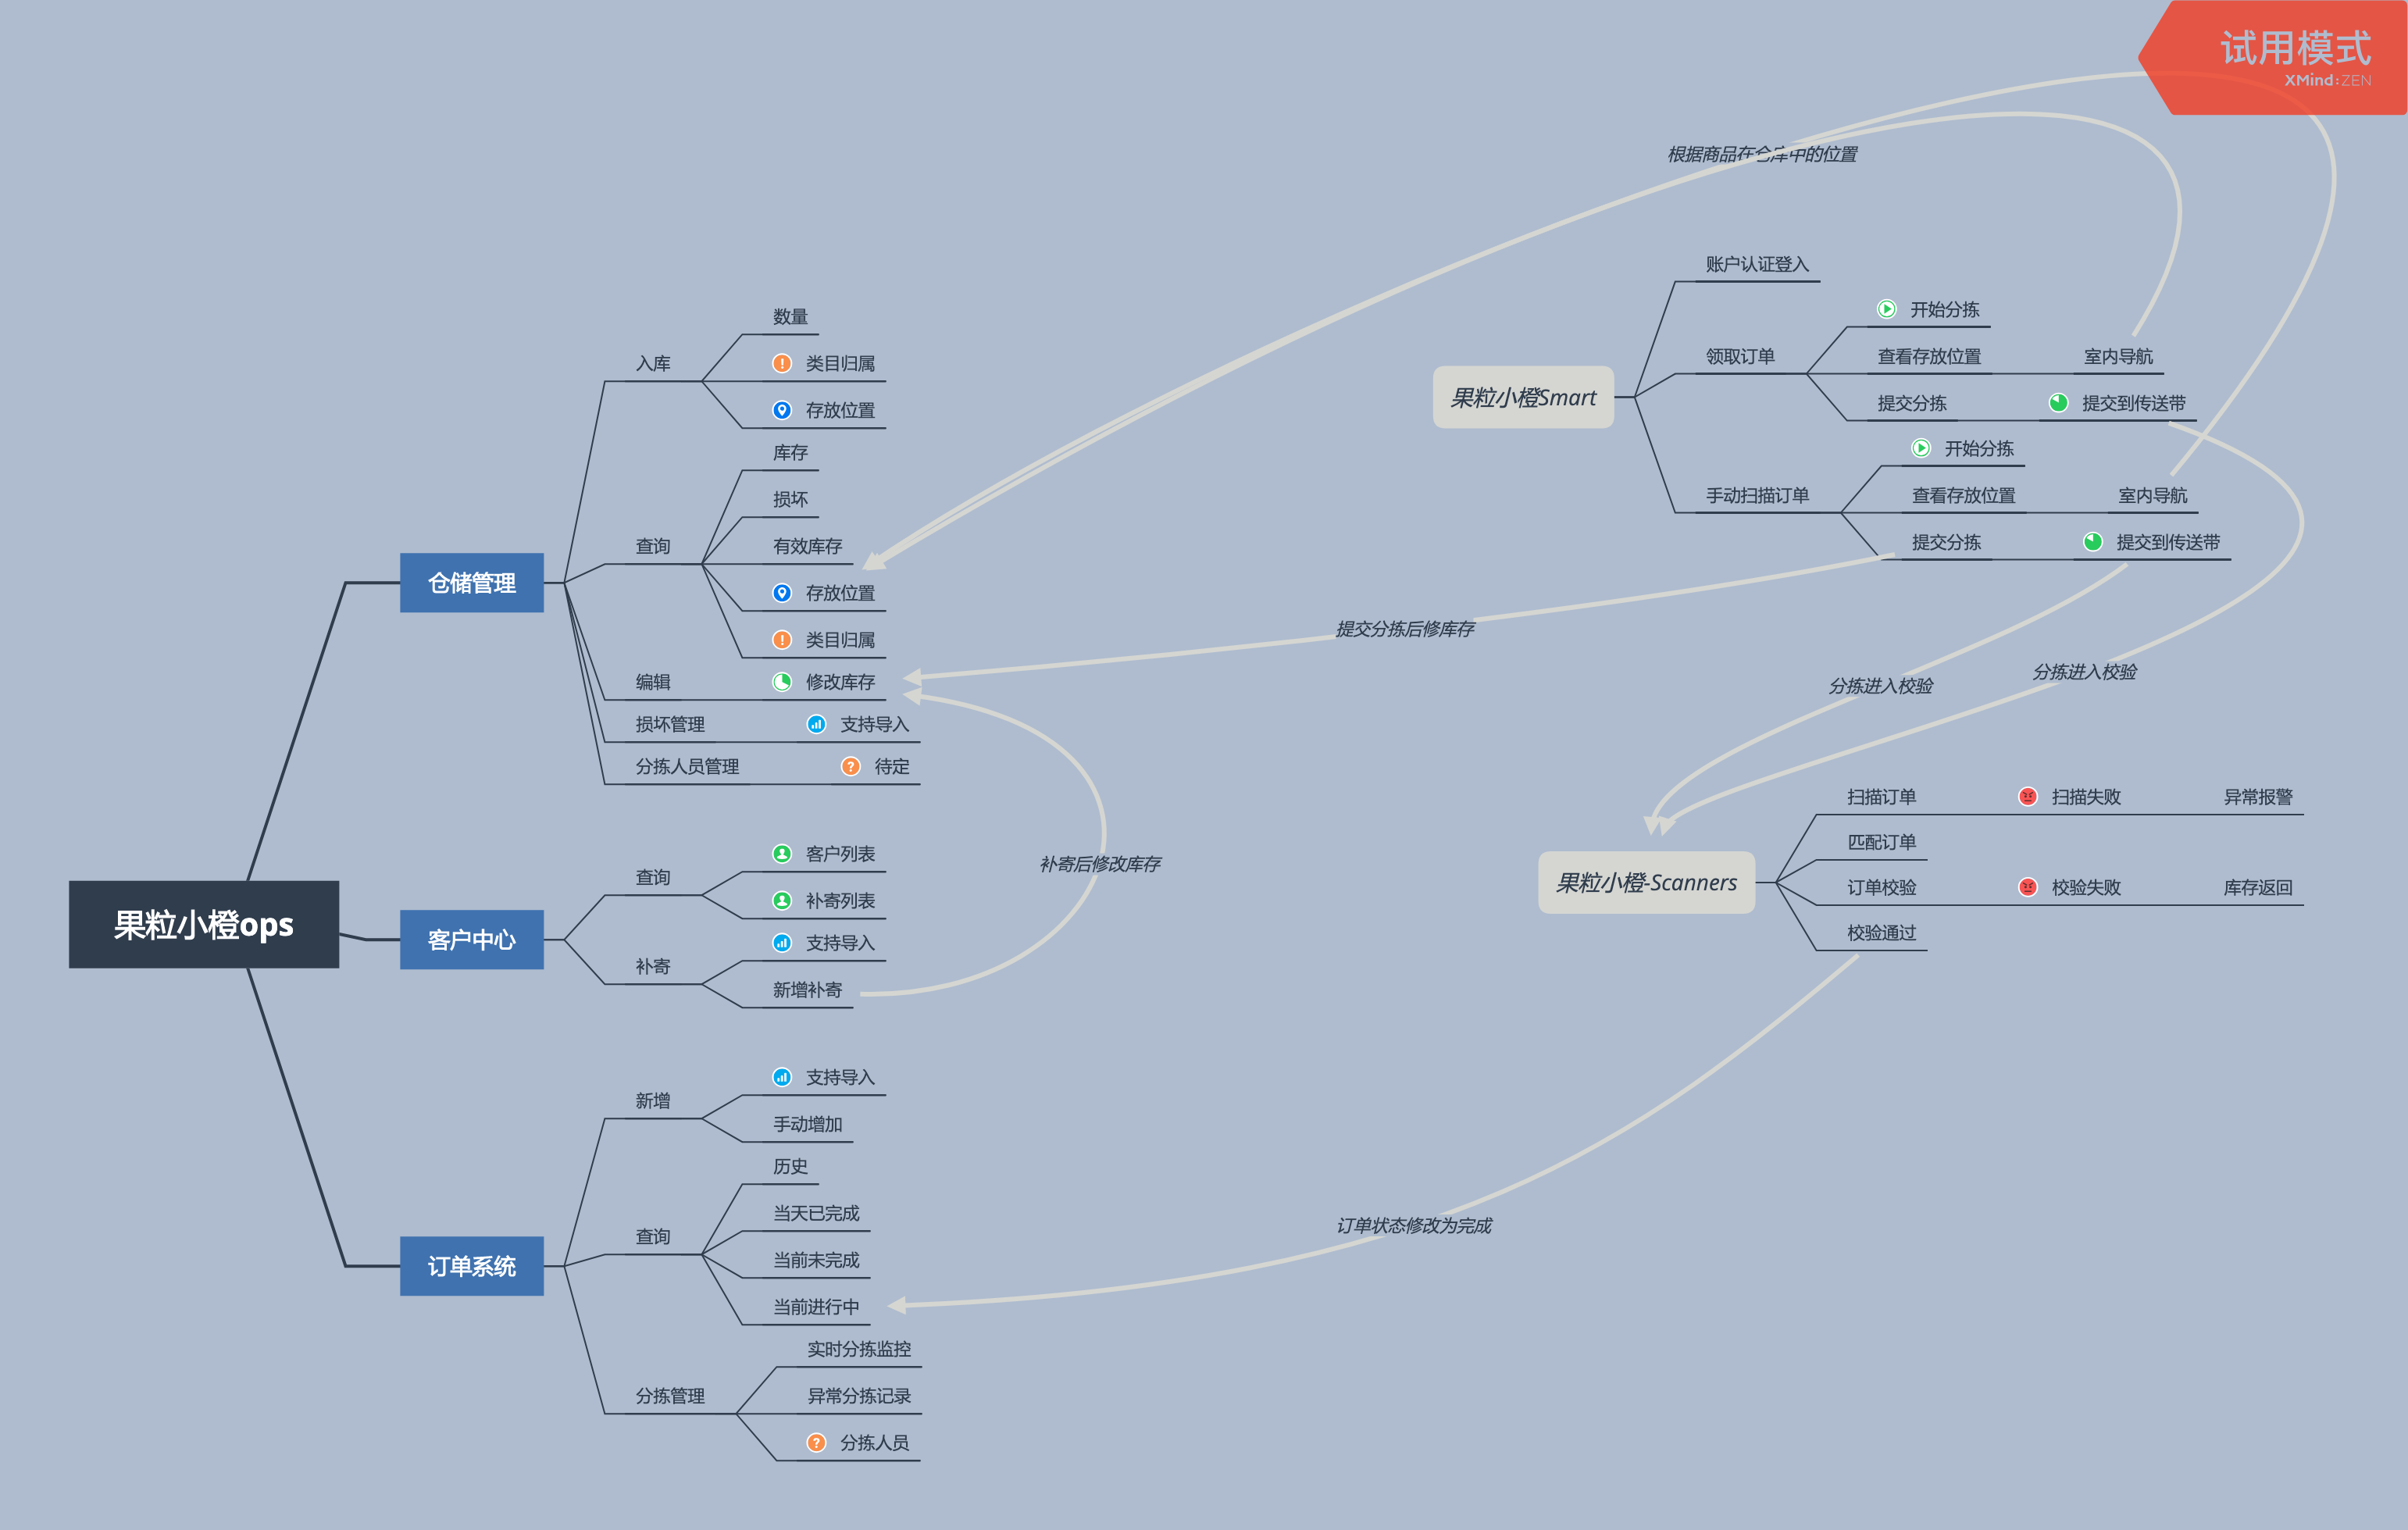 试用模式
XMind:ZEN
果粒小橙ops
仓储管理
入库
数量
类目归属
存放位置
查询
库存
损坏
有效库存
存放位置
类目归属
编辑
修改库存
损坏管理
支持导入
分拣人员管理
待定
客户中心
查询
客户列表
补寄列表
补寄
支持导入
新增补寄
订单系统
新增
支持导入
手动增加
查询
历史
当天已完成
当前未完成
当前进行中
分拣管理
实时分拣监控
异常分拣记录
分拣人员
补寄后修改库存
根据商品在仓库中的位置
果粒小橙Smart
账户认证登入
领取订单
开始分拣
查看存放位置
室内导航
提交分拣
提交到传送带
手动扫描订单
开始分拣
查看存放位置
室内导航
提交分拣
提交到传送带
提交分拣后修库存
分拣进入校验
分拣进入校验
果粒小橙-Scanners
扫描订单
扫描失败
异常报警
匹配订单
订单校验
校验失败
库存返回
校验通过
订单状态修改为完成